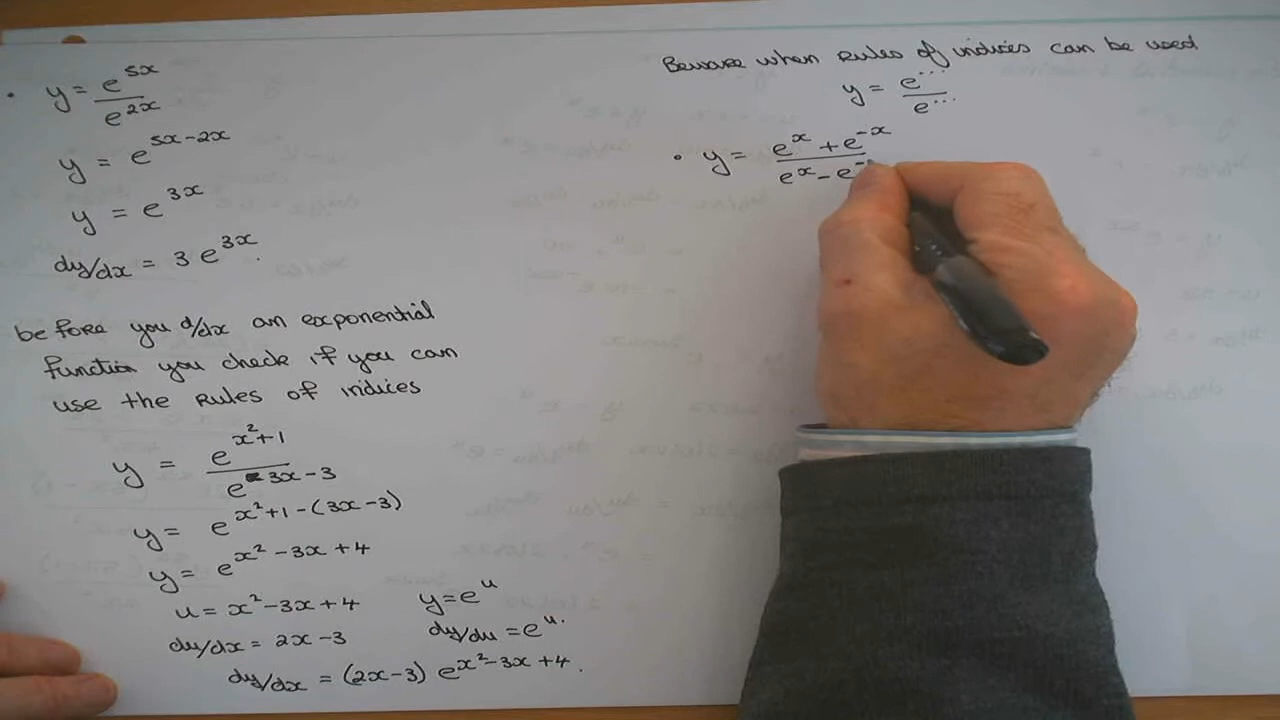 • y = e^5x / e^2x
y = e^5x-2x
y = e^3x
dy/dx = 3 e^3x.
before you d/dx an exponential
function you check if you can
use the rules of indices
y = e^x²+1 / e^3x-3
y = e^x²+1-(3x-3)
y = e^x²-3x+4
u = x²-3x+4 y=e^u
dy/dx = 2x-3 dy/du = e^u.
dy/dx = (2x-3) e^x²-3x+4.
Beware when rules of indices can be used
y = e^... / e^...
• y = e^x + e^-x / e^x - e^-